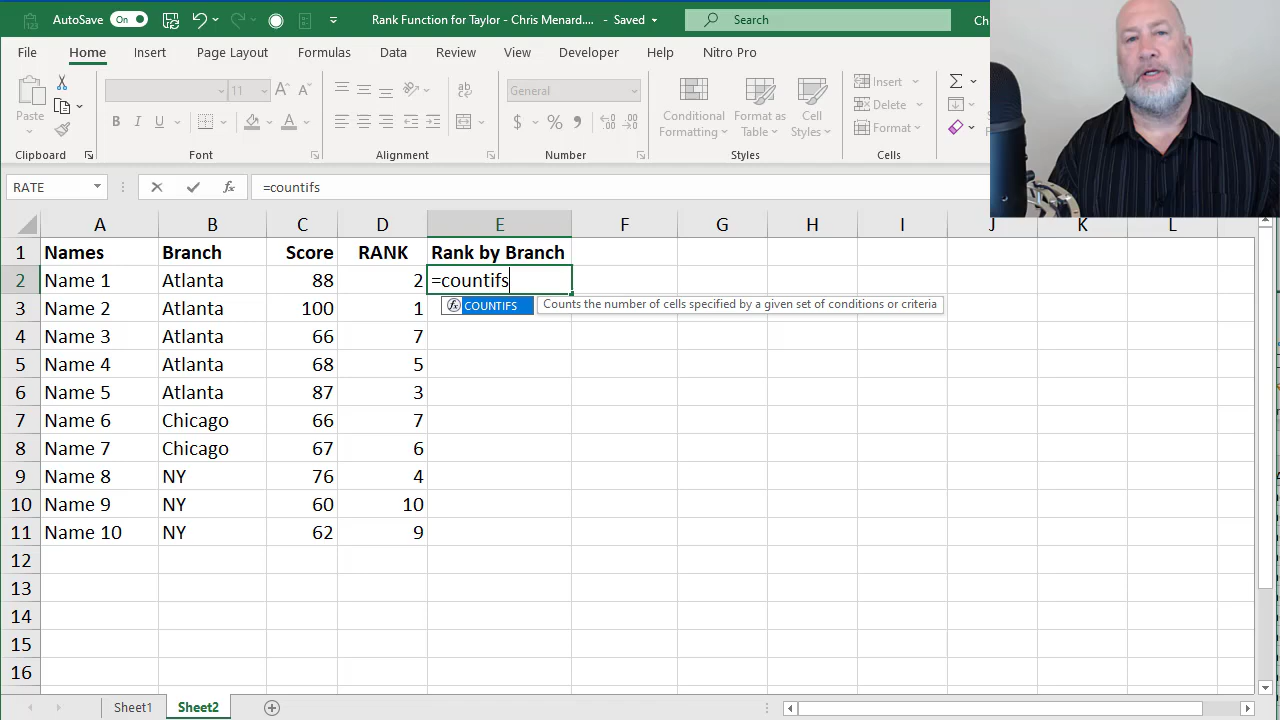 AutoSave On Rank Function for Taylor - Chris Menard.... - Saved Search Ch
File Home Insert Page Layout Formulas Data Review View Developer Help Nitro Pro
Paste 11 ab General Conditional Formatting Format as Table Cell Styles Insert Delete Format
B I U $ % 9
Clipboard Font Alignment Number Styles Cells
RATE fx =countifs
A B C D E F G H I J K L
1 Names Branch Score RANK Rank by Branch
2 Name 1 Atlanta 88 2 =countifs
fx COUNTIFS Counts the number of cells specified by a given set of conditions or criteria
3 Name 2 Atlanta 100 1
4 Name 3 Atlanta 66 7
5 Name 4 Atlanta 68 5
6 Name 5 Atlanta 87 3
7 Name 6 Chicago 66 7
8 Name 7 Chicago 67 6
9 Name 8 NY 76 4
10 Name 9 NY 60 10
11 Name 10 NY 62 9
12
13
14
15
16
Sheet1 Sheet2